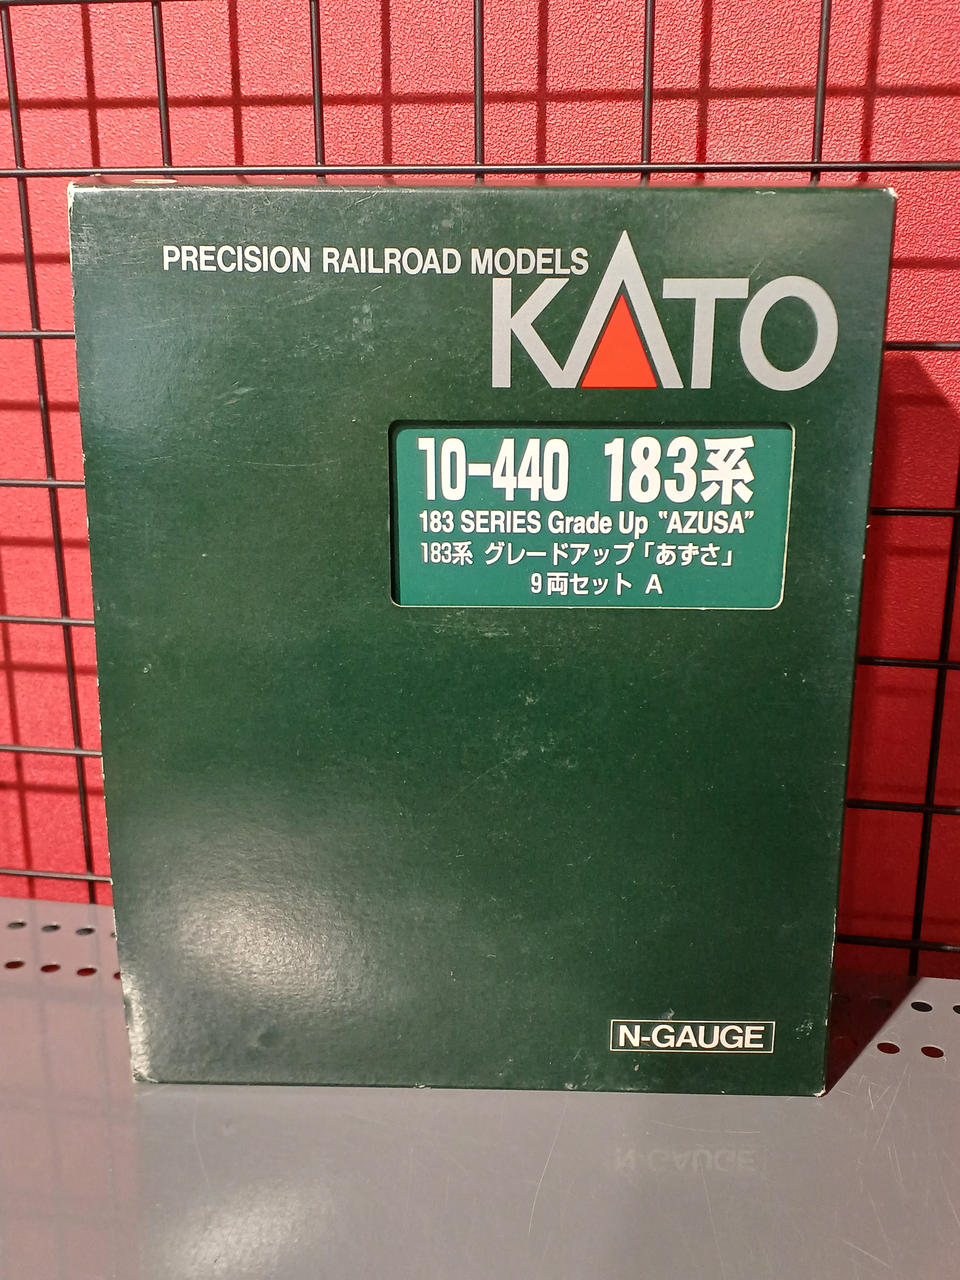 PRECISION RAILROAD MODELS
KATO
10-440 183系
183 SERIES Grade Up "AZUSA"
183系 グレードアップ「あずさ」
9両セット A
N-GAUGE